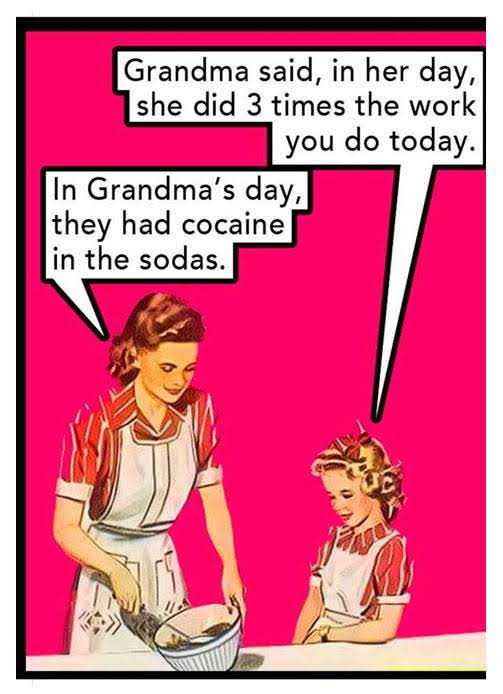 Grandma said, in her day,
she did 3 times the work
you do today.
In Grandma's day,
they had cocaine
in the sodas.